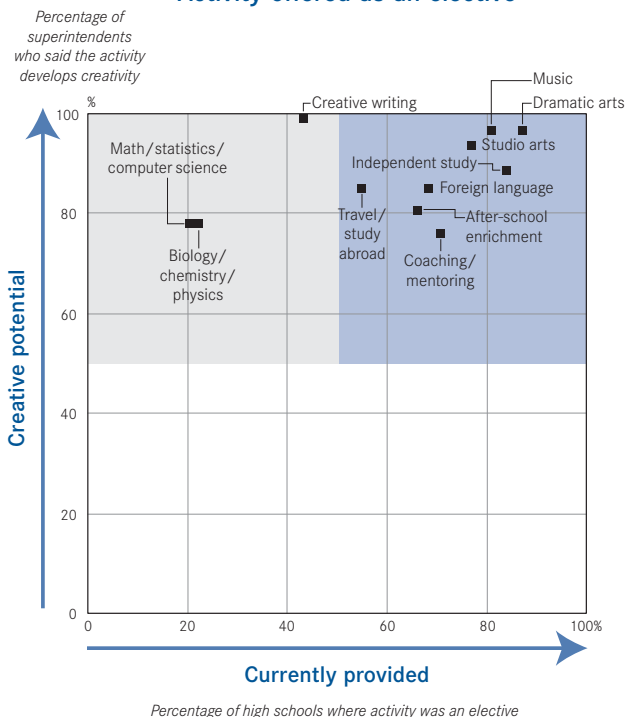 Activity offered as an elective
Percentage of
superintendents
who said the activity
develops creativity
%
100
80
60
40
20
0
Creative potential
Music
Creative writing
Dramatic arts
Math/statistics/
computer science
Studio arts
Independent study
Foreign language
Travel/
study
abroad
After-school
enrichment
Biology/
chemistry/
physics
Coaching/
mentoring
0
20
40
60
80
100%
Currently provided
Percentage of high schools where activity was an elective